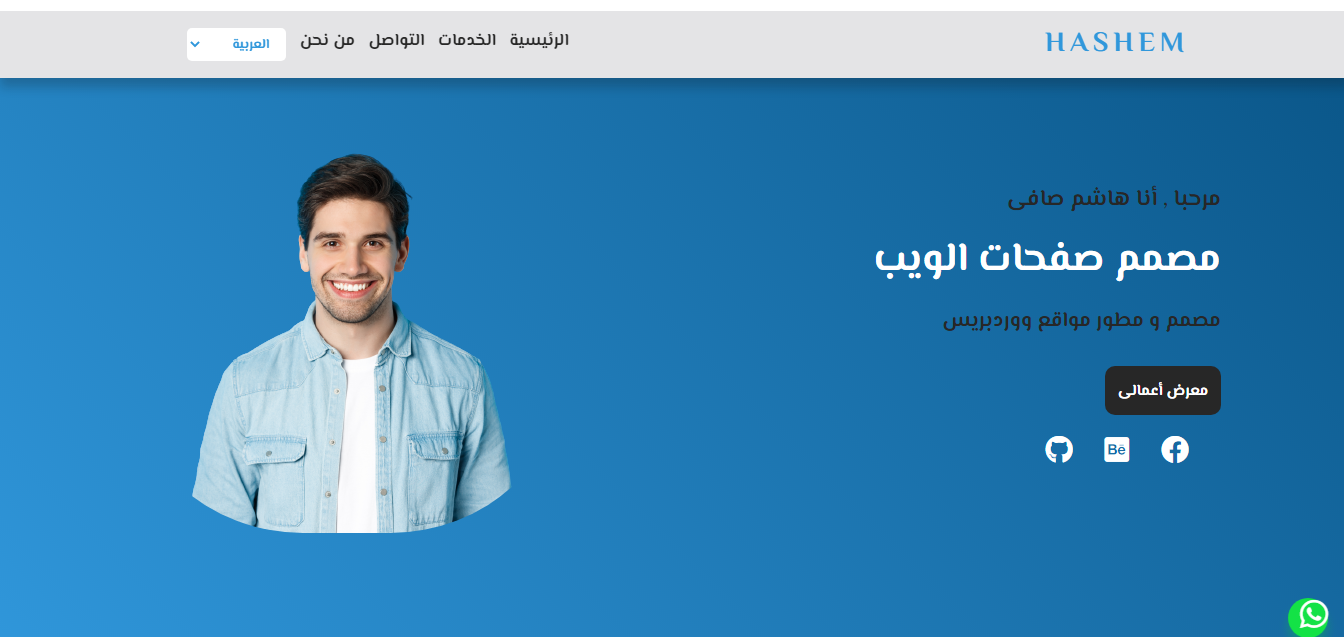 HASHEM
الرئيسية
الخدمات
التواصل
من نحن
العربية
مرحبا , أنا هاشم صافى
مصمم صفحات الويب
مصمم و مطور مواقع ووردبريس
معرض أعمالى
Bē